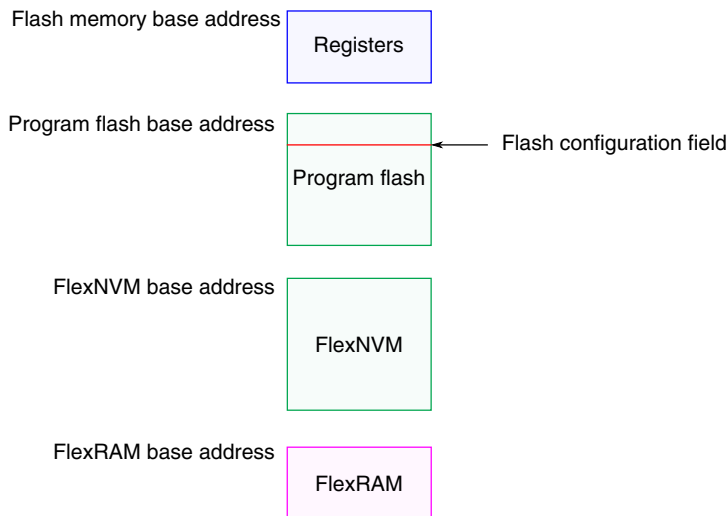 Flash memory base address
Registers
Program flash base address
Flash configuration field
Program flash
FlexNVM base address
FlexNVM
FlexRAM base address
FlexRAM